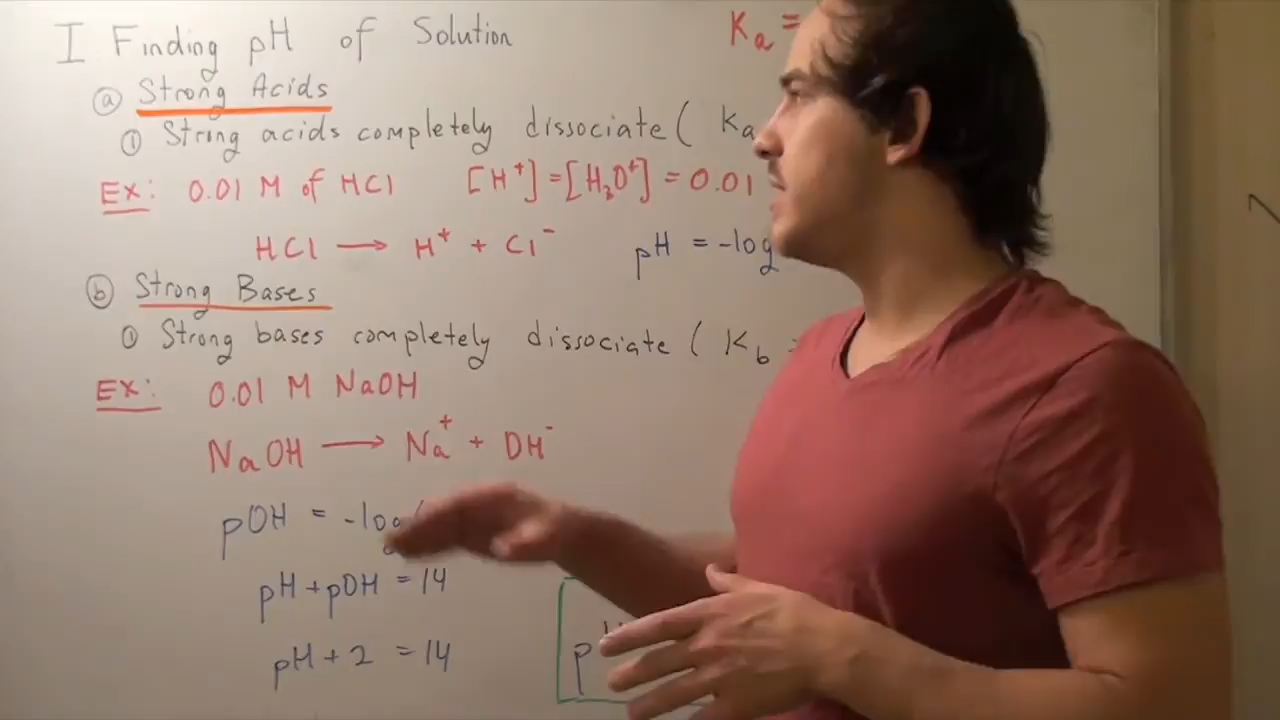 I Finding pH of Solution
Ka =
ⓐ Strong Acids
① Strong acids completely dissociate ( Ka
Ex: 0.01 M of HCl [H⁺] = [H₃O⁺] = 0.01
HCl → H⁺ + Cl⁻ pH = -log
ⓑ Strong Bases
① Strong bases completely dissociate ( Kb =
Ex: 0.01 M NaOH
NaOH → Na⁺ + OH⁻
pOH = -log
pH + pOH = 14
pH + 2 = 14
p